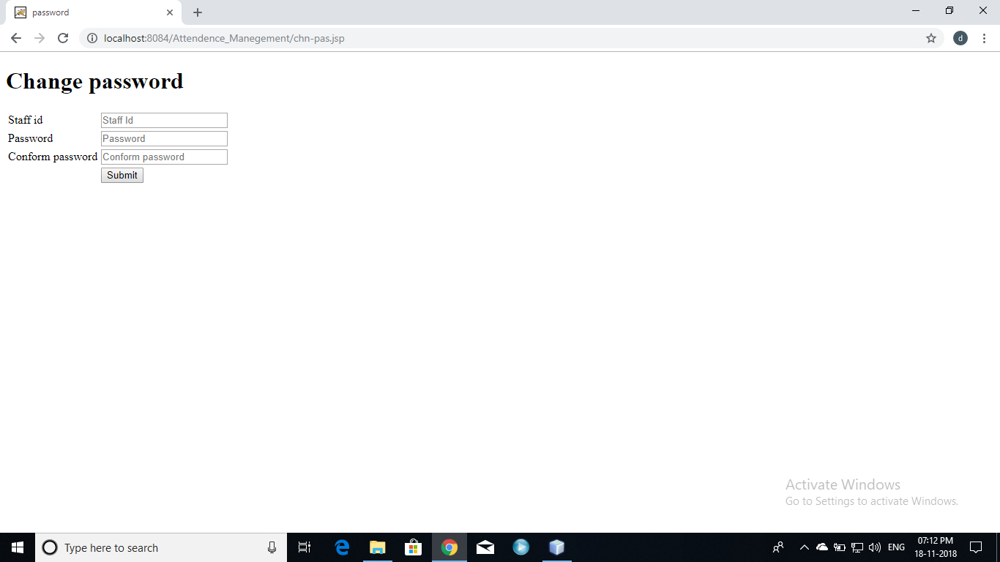 password
localhost:8084/Attendence_Manegement/chn-pas.jsp
d
Change password
Staff id Staff Id
Password Password
Conform password Conform password
Submit
Activate Windows
Go to Settings to activate Windows.
Type here to search
ENG
07:12 PM
18-11-2018